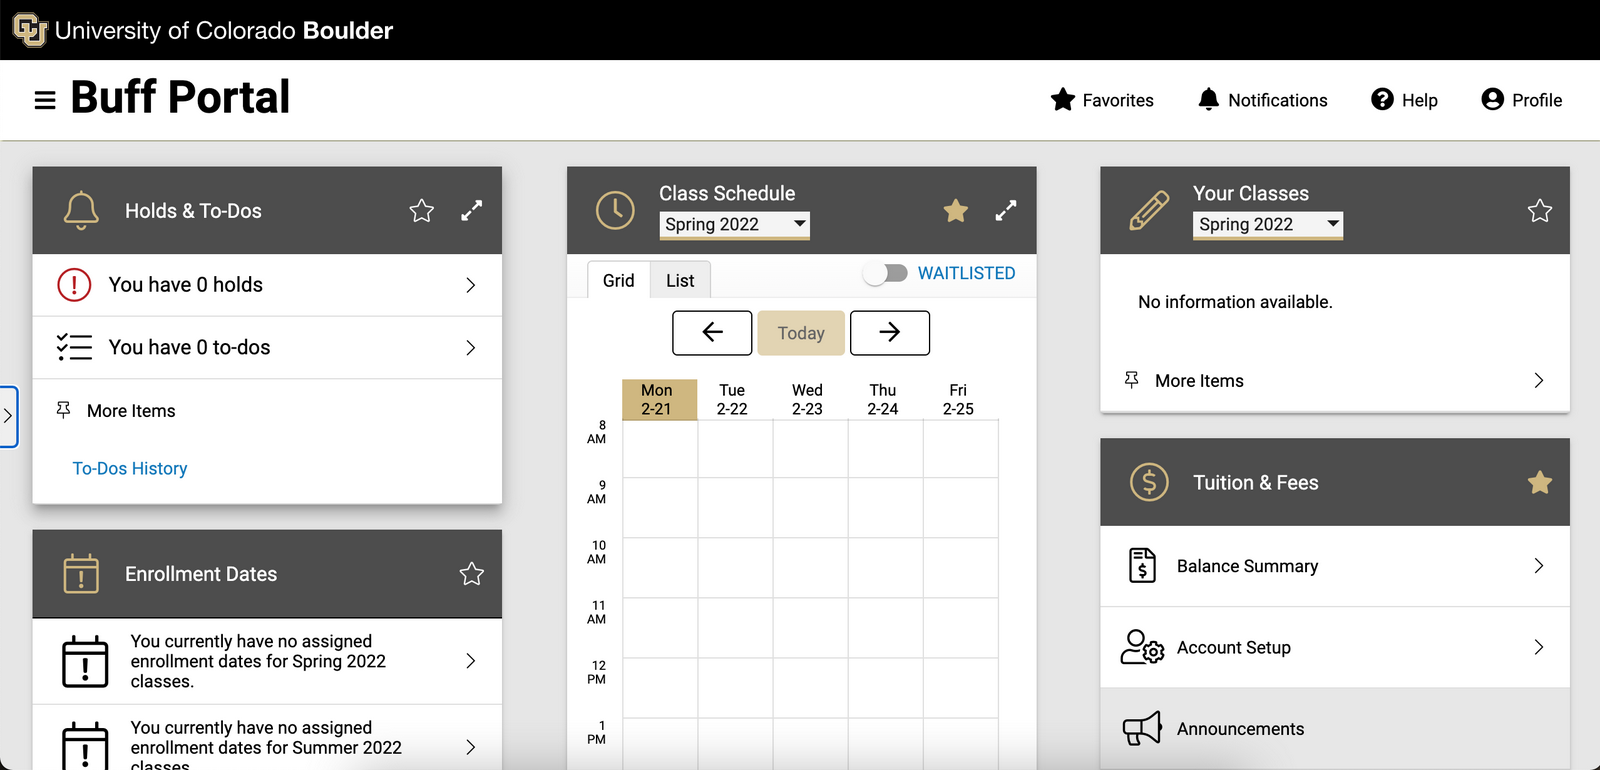 CU University of Colorado Boulder
Buff Portal
Favorites
Notifications
Help
Profile
Holds & To-Dos
You have 0 holds
You have 0 to-dos
More Items
To-Dos History
Enrollment Dates
You currently have no assigned
enrollment dates for Spring 2022
classes.
You currently have no assigned
enrollment dates for Summer 2022
classes
Class Schedule
Spring 2022
Grid
List
WAITLISTED
Today
Mon Tue Wed Thu Fri
2-21 2-22 2-23 2-24 2-25
8
AM
9
AM
10
AM
11
AM
12
PM
1
PM
Your Classes
Spring 2022
No information available.
More Items
Tuition & Fees
Balance Summary
Account Setup
Announcements